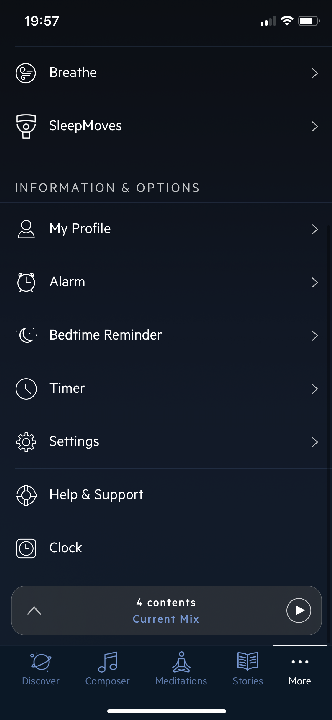 19:57
Breathe
SleepMoves
INFORMATION & OPTIONS
My Profile
Alarm
Bedtime Reminder
Timer
Settings
Help & Support
Clock
4 contents
Current Mix
Discover Composer Meditations Stories More